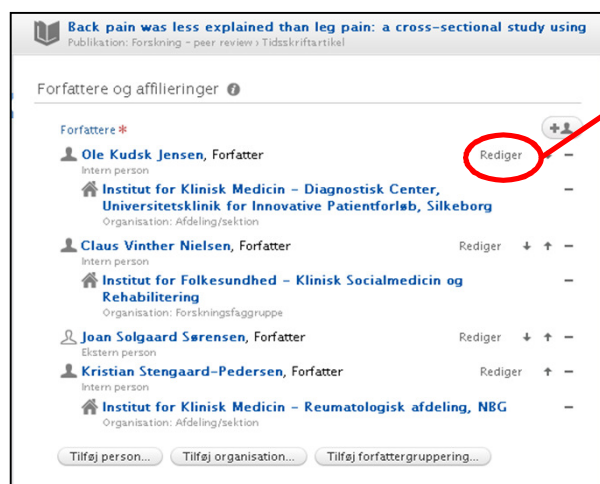 Back pain was less explained than leg pain: a cross-sectional study using
Publikation: Forskning - peer review › Tidsskriftartikel
Forfattere og affilieringer
Forfattere *
Ole Kudsk Jensen, Forfatter Rediger
Intern person
Institut for Klinisk Medicin - Diagnostisk Center,
Universitetsklinik for Innovative Patientforløb, Silkeborg
Organisation: Afdeling/sektion
Claus Vinther Nielsen, Forfatter Rediger
Intern person
Institut for Folkesundhed - Klinisk Socialmedicin og
Rehabilitering
Organisation: Forskningsfaggruppe
Joan Solgaard Sørensen, Forfatter Rediger
Ekstern person
Kristian Stengaard-Pedersen, Forfatter Rediger
Intern person
Institut for Klinisk Medicin - Reumatologisk afdeling, NBG
Organisation: Afdeling/sektion
Tilføj person... Tilføj organisation... Tilføj forfattergruppering...